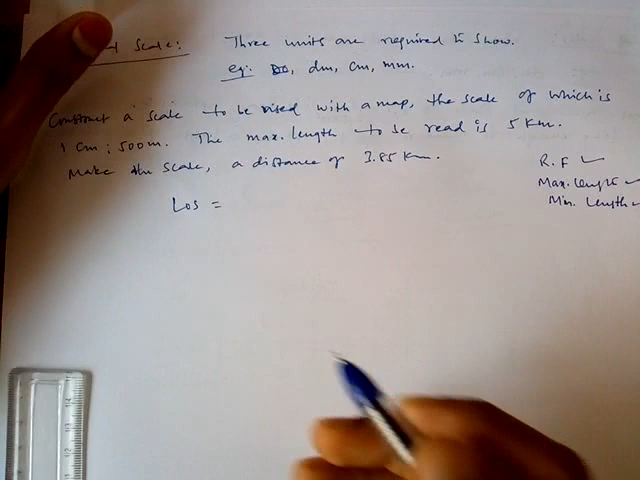 Scale: Three units are required to show.
eg: dm, cm, mm.
Construct a scale to be used with a map, the scale of which is
1 cm : 500m. The max. length to be read is 5 Km.
Make the scale, a distance of 3.85 Km.
R.F
Max. length
Min. Length
LOS =